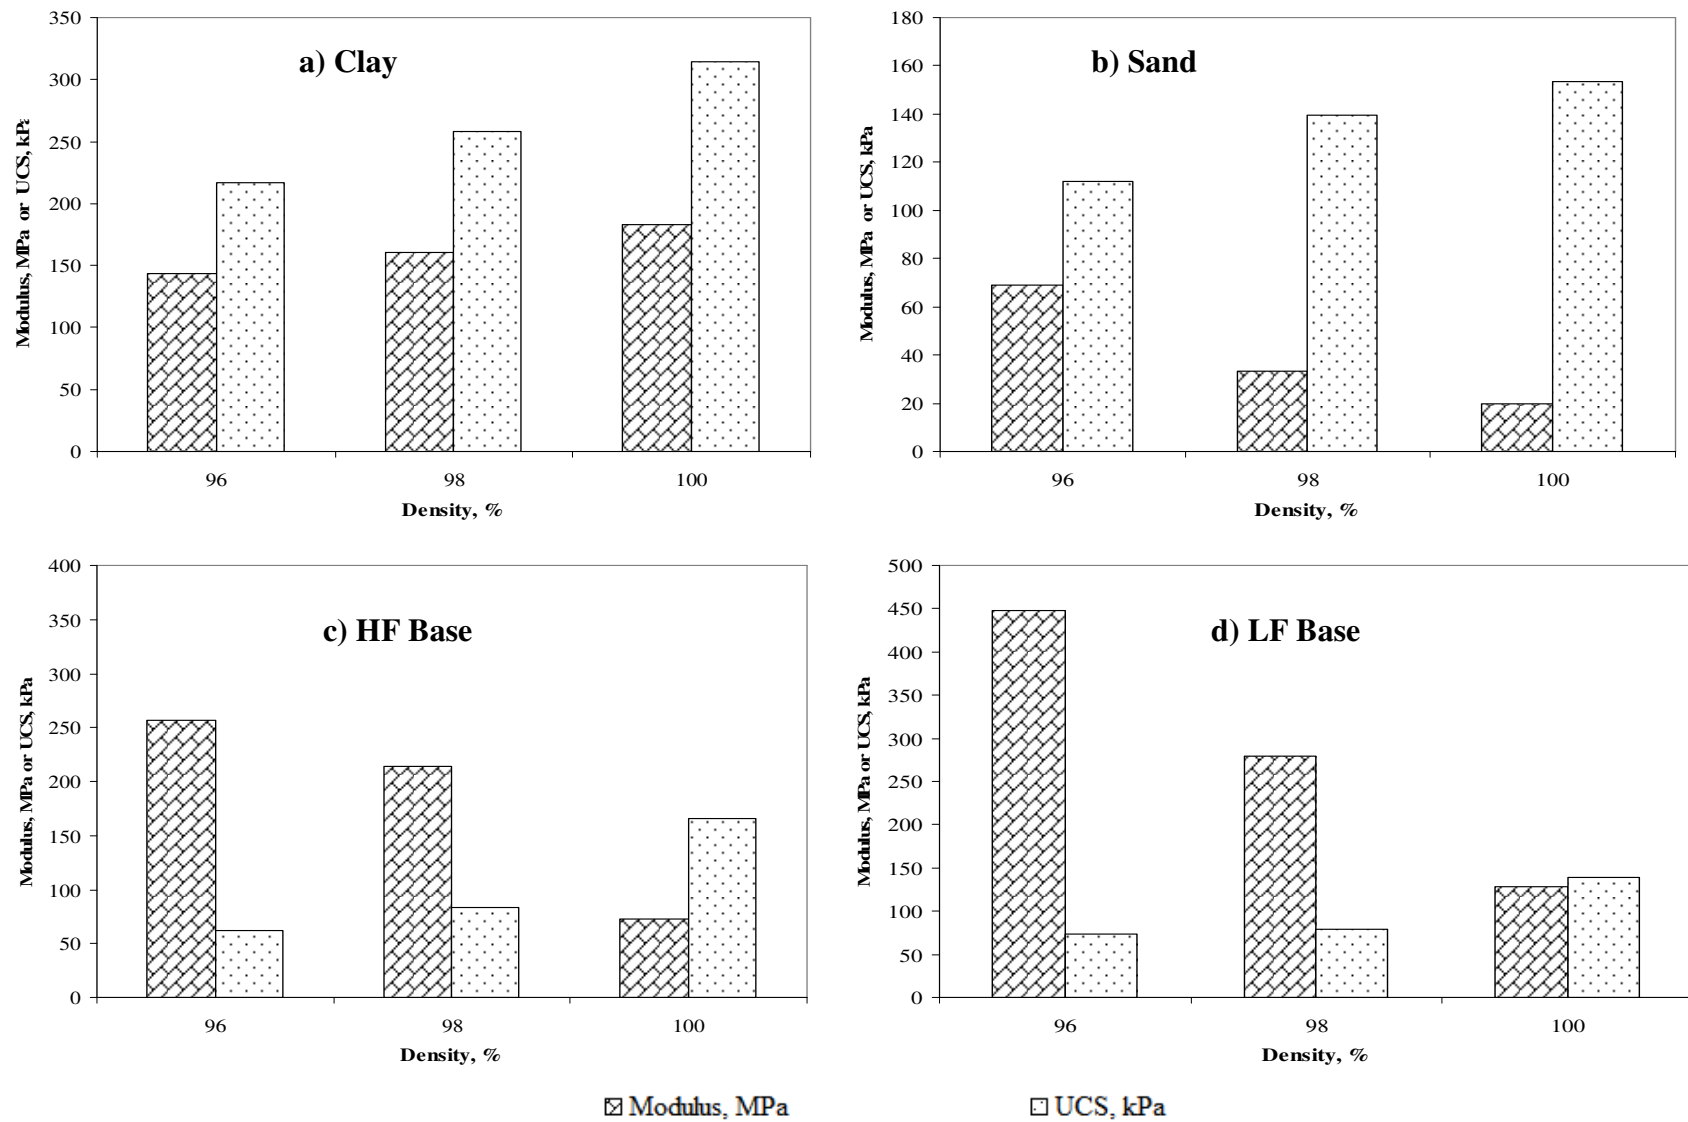 a) Clay
350
300
250
200
150
100
50
0
Modulus, MPa or UCS, kPa
96 98 100
Density, %
b) Sand
180
160
140
120
100
80
60
40
20
0
Modulus, MPa or UCS, kPa
96 98 100
Density, %
c) HF Base
400
350
300
250
200
150
100
50
0
Modulus, MPa or UCS, kPa
96 98 100
Density, %
d) LF Base
500
450
400
350
300
250
200
150
100
50
0
Modulus, MPa or UCS, kPa
96 98 100
Density, %
Modulus, MPa UCS, kPa